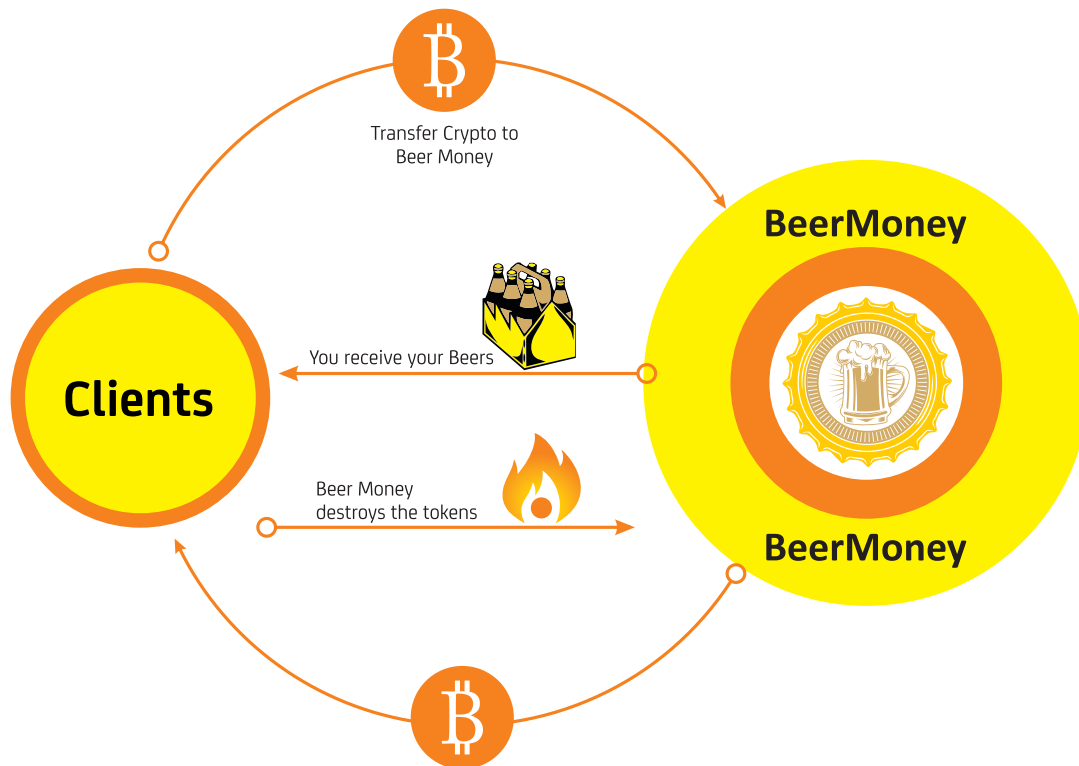 Transfer Crypto to
Beer Money
BeerMoney
You receive your Beers
Clients
Beer Money
destroys the tokens
BeerMoney